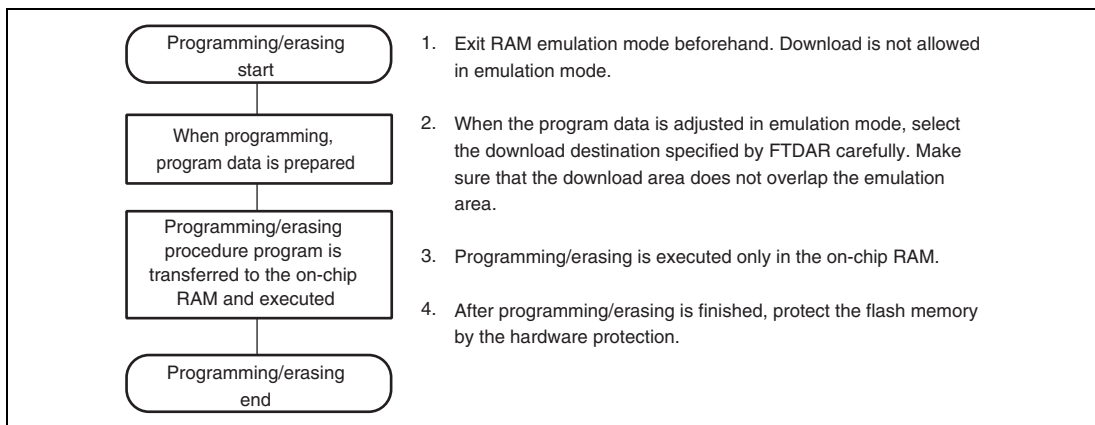 Programming/erasing
start
When programming,
program data is prepared
Programming/erasing
procedure program is
transferred to the on-chip
RAM and executed
Programming/erasing
end
1. Exit RAM emulation mode beforehand. Download is not allowed
in emulation mode.
2. When the program data is adjusted in emulation mode, select
the download destination specified by FTDAR carefully. Make
sure that the download area does not overlap the emulation
area.
3. Programming/erasing is executed only in the on-chip RAM.
4. After programming/erasing is finished, protect the flash memory
by the hardware protection.